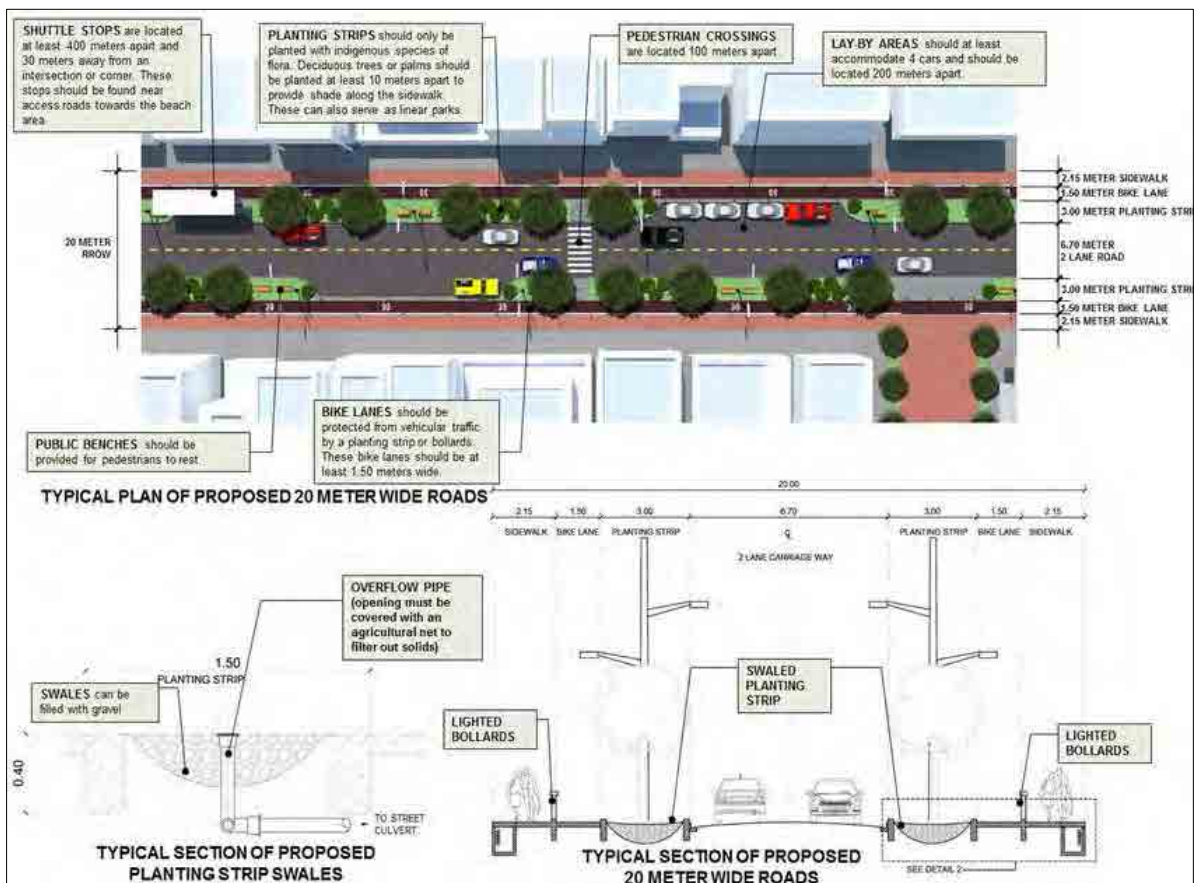 SHUTTLE STOPS are located
at least 400 meters apart and
30 meters away from an
intersection or corner. These
stops should be found near
access roads towards the beach
area.
PLANTING STRIPS should only be
planted with indigenous species of
flora. Deciduous trees or palms should
be planted at least 10 meters apart to
provide shade along the sidewalk.
These can also serve as linear parks.
PEDESTRIAN CROSSINGS
are located 100 meters apart.
LAY-BY AREAS should at least
accommodate 4 cars and should be
located 200 meters apart.
20 METER
RROW
2.15 METER SIDEWALK
1.50 METER BIKE LANE
3.00 METER PLANTING STRI
6.70 METER
2 LANE ROAD
3.00 METER PLANTING STRI
1.50 METER BIKE LANE
2.15 METER SIDEWALK
PUBLIC BENCHES should be
provided for pedestrians to rest
BIKE LANES should be
protected from vehicular traffic
by a planting strip or bollards.
These bike lanes should be at
least 1.50 meters wide.
TYPICAL PLAN OF PROPOSED 20 METER WIDE ROADS
20.00
2.15 1.50 3.00 6.70 3.00 1.50 2.15
SIDEWALK BIKE LANE PLANTING STRIP PLANTING STRIP BIKE LANE SIDEWALK
2 LANE CARRIAGE WAY
OVERFLOW PIPE
(opening must be
covered with an
agricultural net to
filter out solids)
1.50
PLANTING STRIP
SWALES can be
filled with gravel
0.40
TO STREET
CULVERT
TYPICAL SECTION OF PROPOSED
PLANTING STRIP SWALES
SWALED
PLANTING
STRIP
LIGHTED
BOLLARDS
LIGHTED
BOLLARDS
SEE DETAIL 2
TYPICAL SECTION OF PROPOSED
20 METER WIDE ROADS